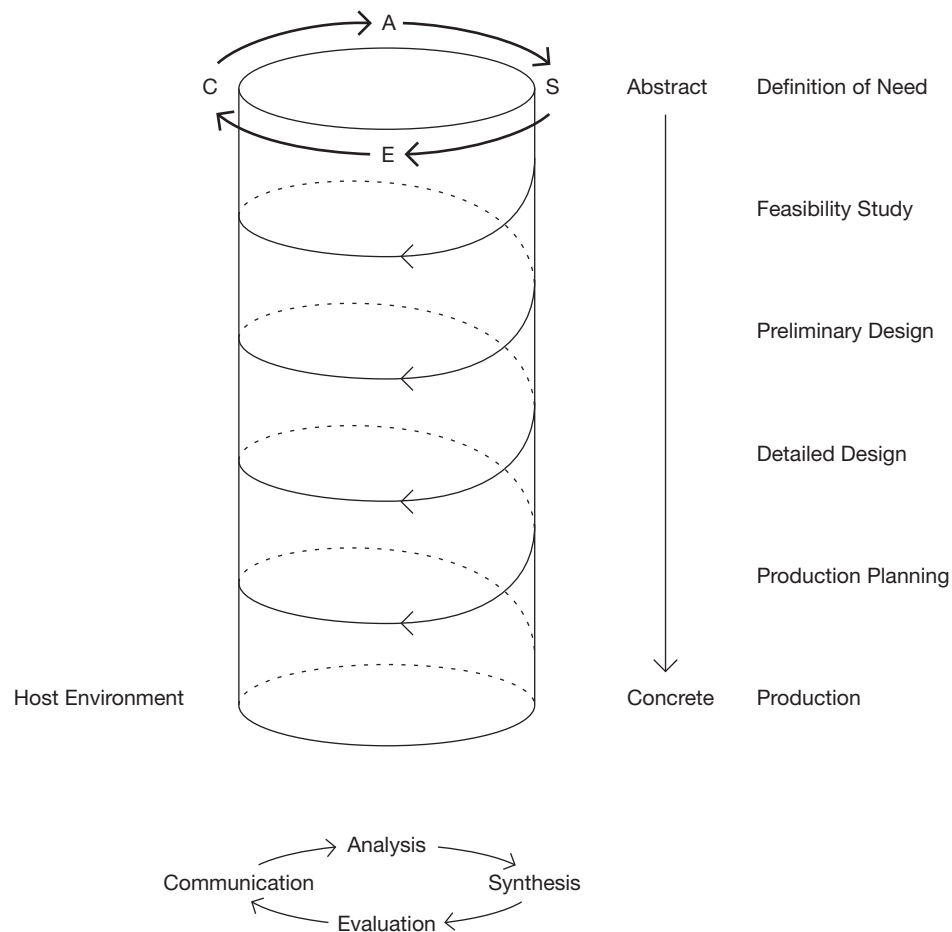 A
C
S
E
Abstract
Definition of Need
Feasibility Study
Preliminary Design
Detailed Design
Production Planning
Host Environment
Concrete
Production
Analysis
Communication
Synthesis
Evaluation